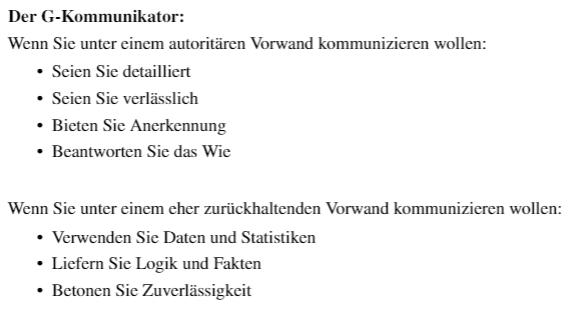 Der G-Kommunikator:
Wenn Sie unter einem autoritären Vorwand kommunizieren wollen:
• Seien Sie detailliert
• Seien Sie verlässlich
• Bieten Sie Anerkennung
• Beantworten Sie das Wie
Wenn Sie unter einem eher zurückhaltenden Vorwand kommunizieren wollen:
• Verwenden Sie Daten und Statistiken
• Liefern Sie Logik und Fakten
• Betonen Sie Zuverlässigkeit